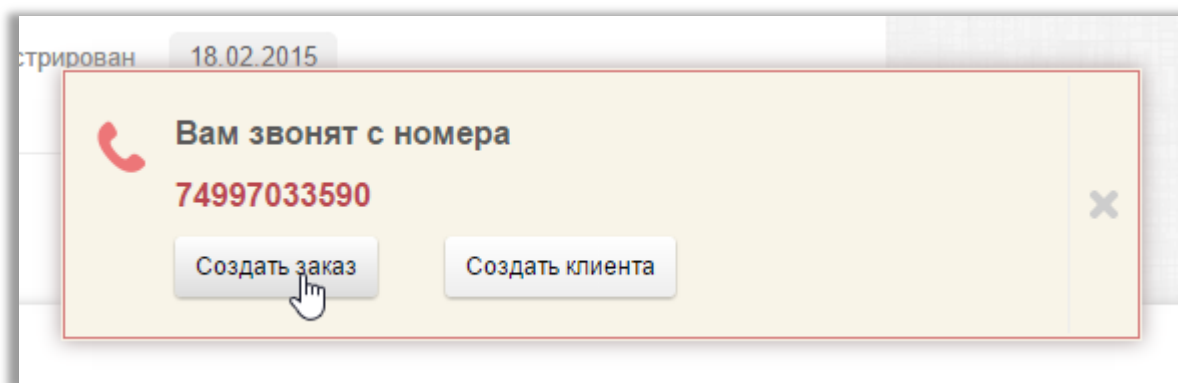 стрирован 18.02.2015
Вам звонят с номера
74997033590
Создать заказ Создать клиента